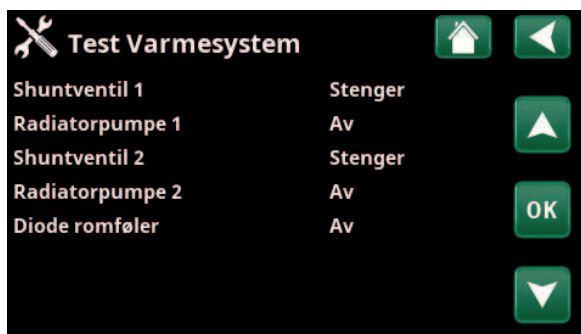 Test Varmesystem
Shuntventil 1 Stenger
Radiatorpumpe 1 Av
Shuntventil 2 Stenger
Radiatorpumpe 2 Av
Diode romføler Av
OK